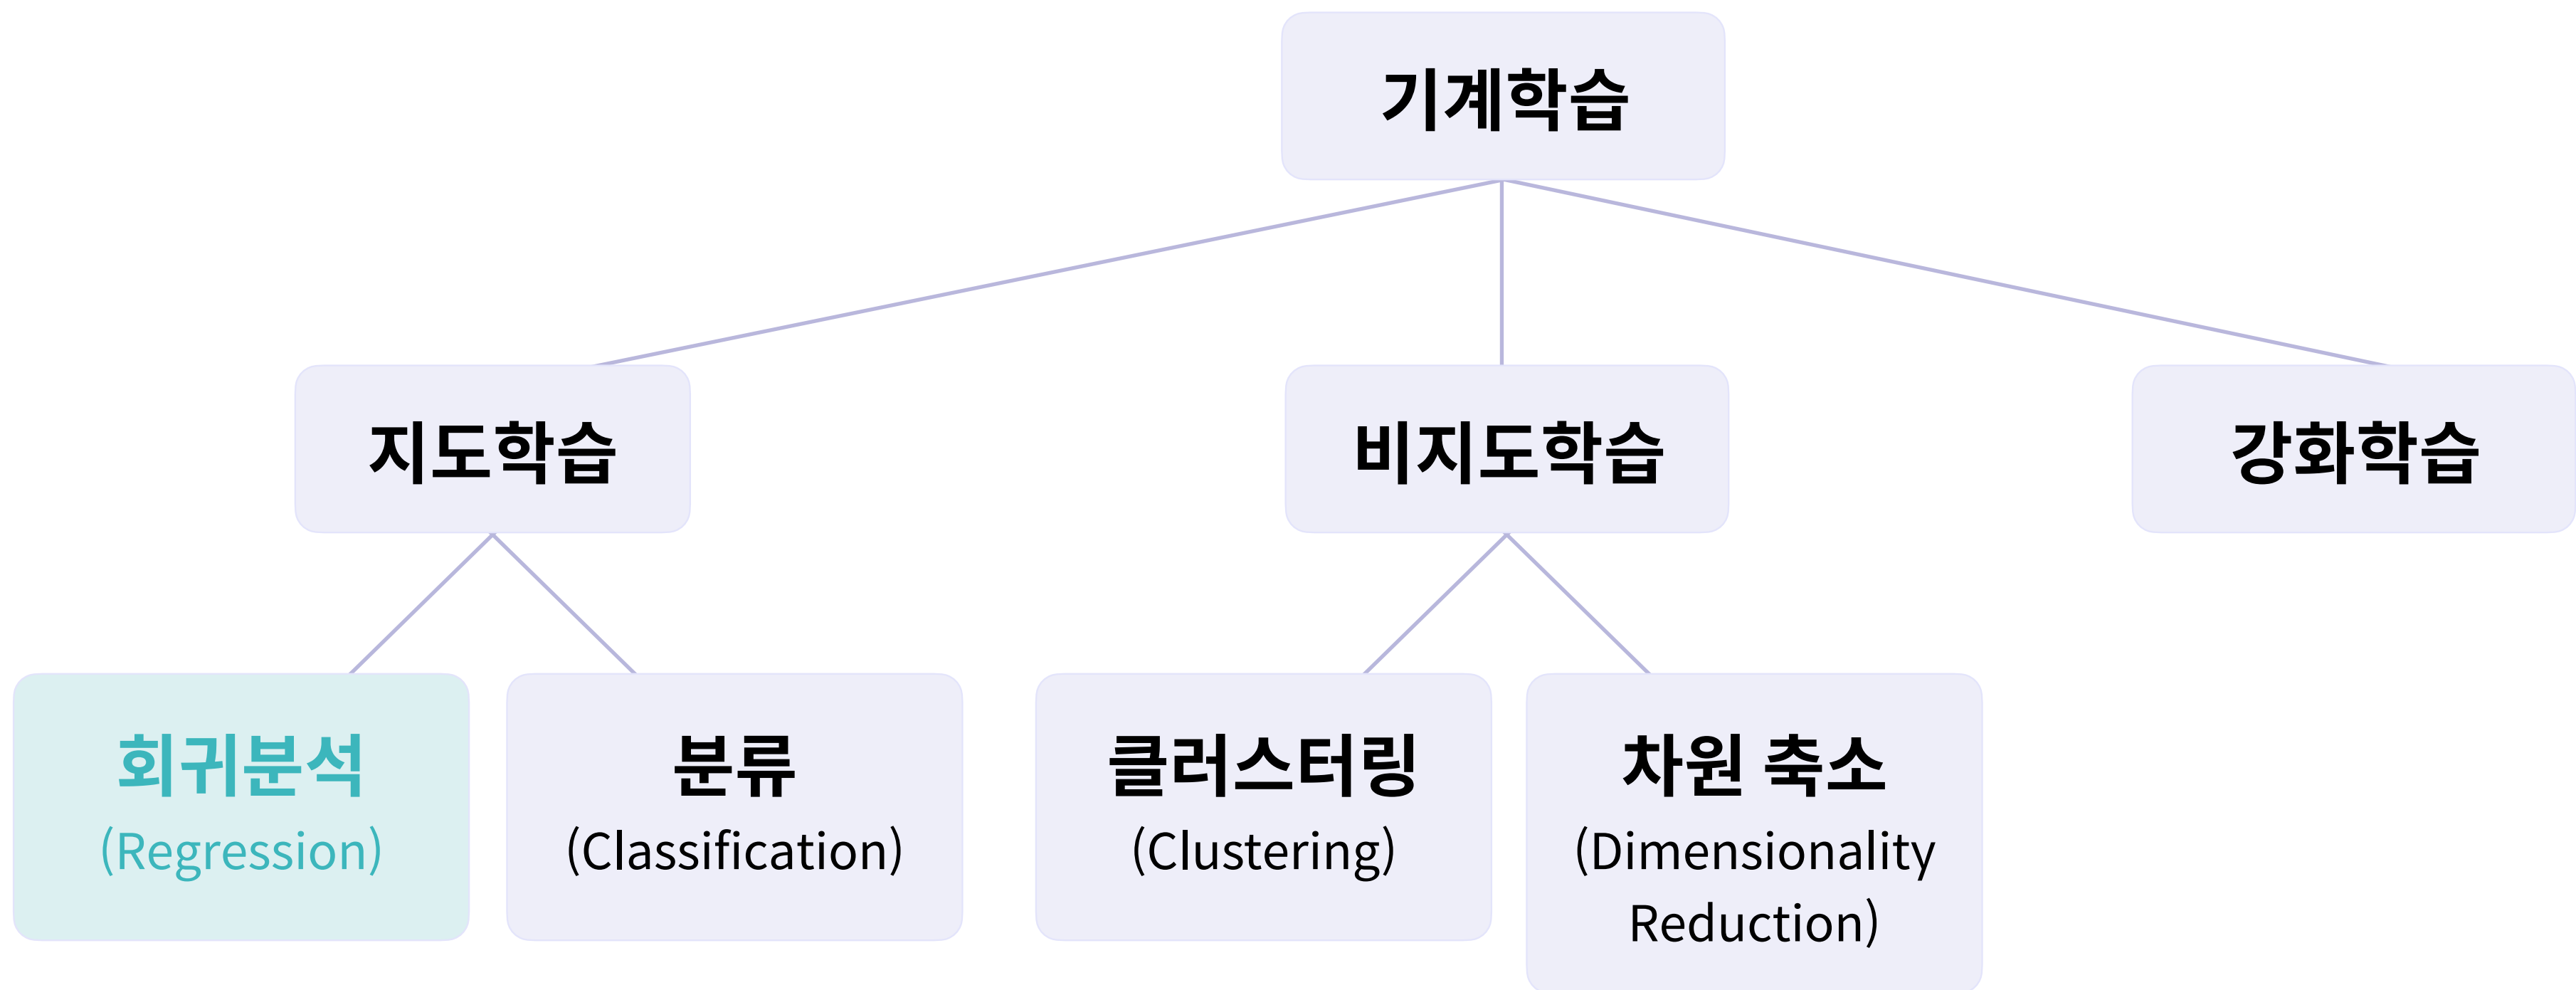 기계학습
지도학습
비지도학습
강화학습
회귀분석
(Regression)
분류
(Classification)
클러스터링
(Clustering)
차원 축소
(Dimensionality
Reduction)